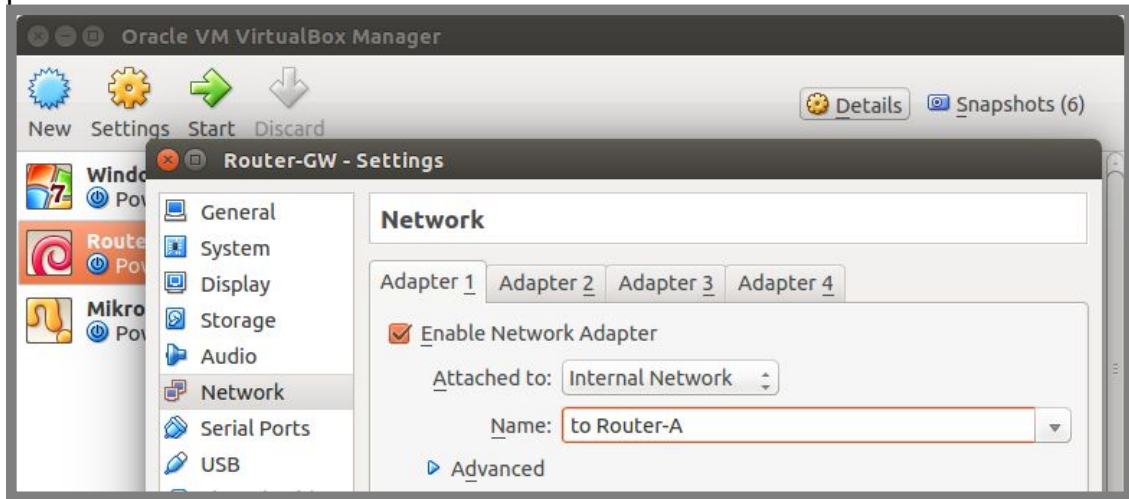 Oracle VM VirtualBox Manager
New Settings Start Discard
Details Snapshots (6)
Router-GW - Settings
General
System
Display
Storage
Audio
Network
Serial Ports
USB
Network
Adapter 1 Adapter 2 Adapter 3 Adapter 4
Enable Network Adapter
Attached to: Internal Network
Name: to Router-A
Advanced